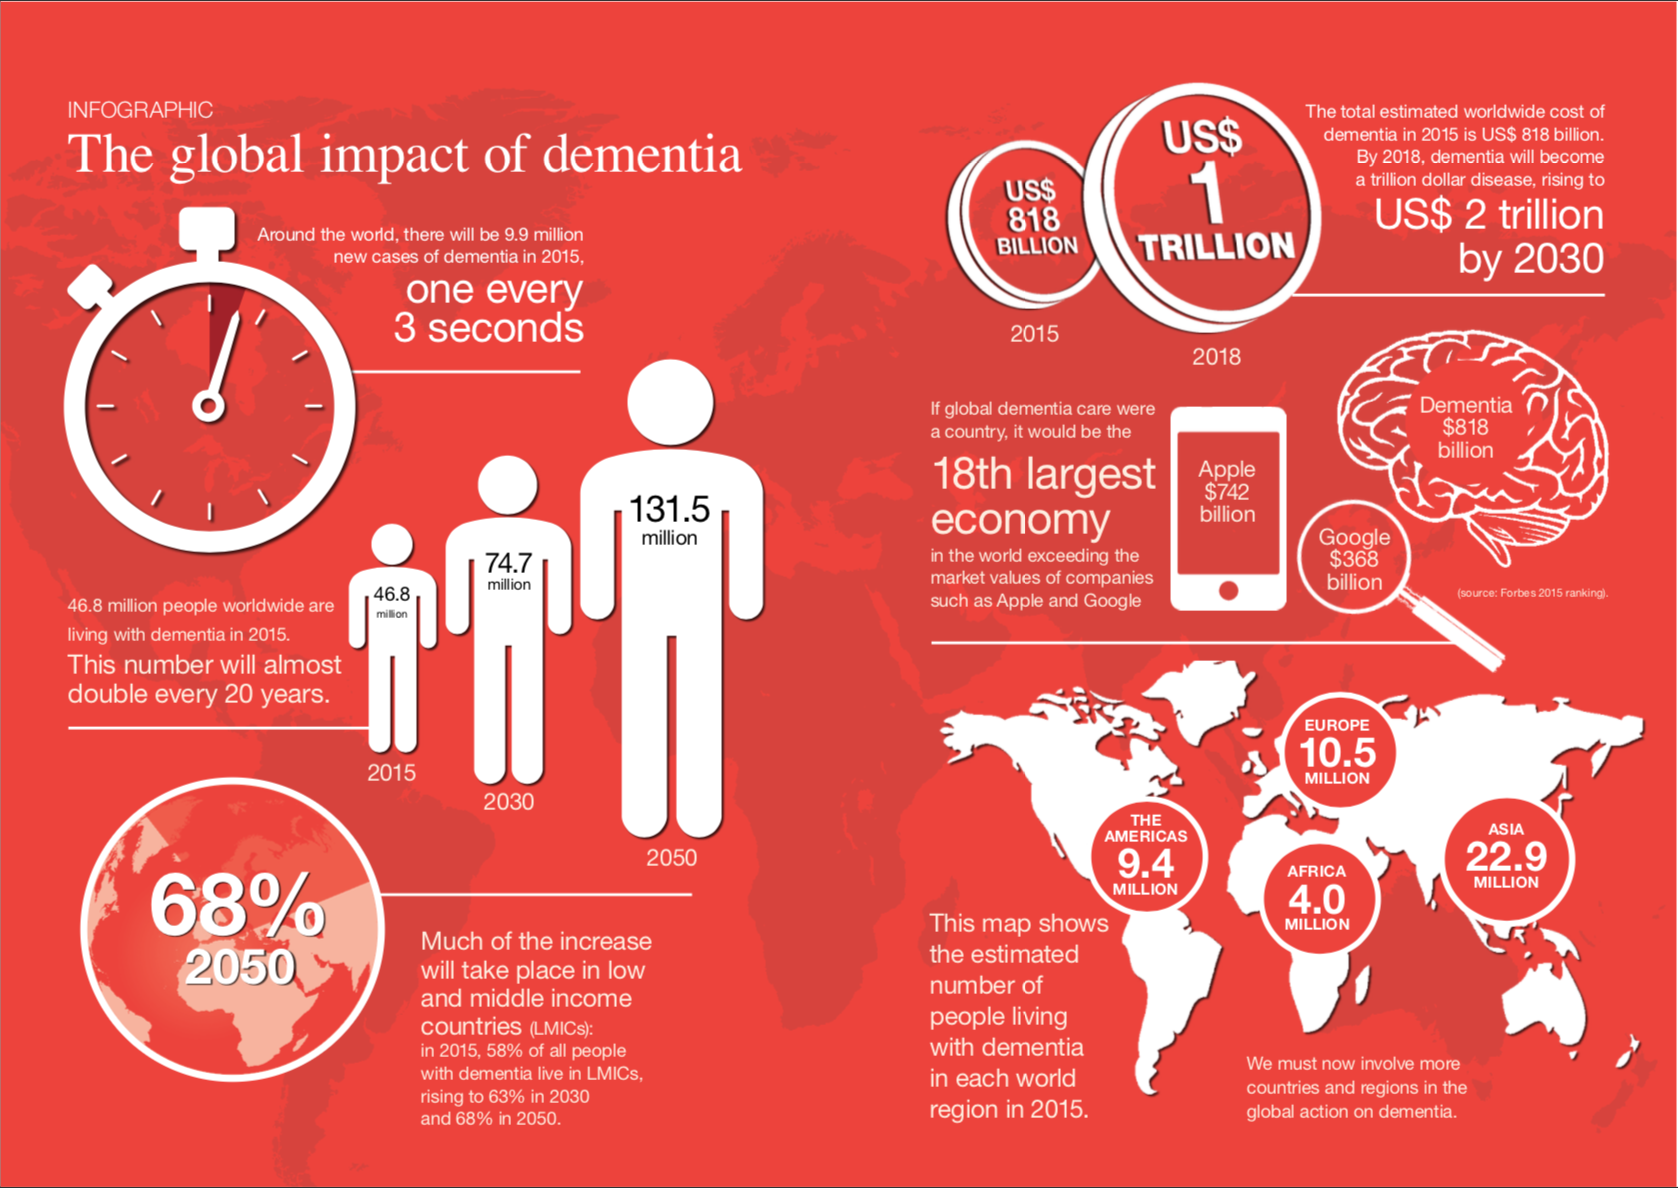 INFOGRAPHIC
The global impact of dementia
Around the world, there will be 9.9 million
new cases of dementia in 2015,
one every
3 seconds
46.8 million people worldwide are
living with dementia in 2015.
This number will almost
double every 20 years.
46.8
million
2015
74.7
million
2030
131.5
million
2050
68%
2050
Much of the increase
will take place in low
and middle income
countries (LMICs):
in 2015, 58% of all people
with dementia live in LMICs,
rising to 63% in 2030
and 68% in 2050.
US$
818
BILLION
2015
US$
1
TRILLION
2018
The total estimated worldwide cost of
dementia in 2015 is US$ 818 billion.
By 2018, dementia will become
a trillion dollar disease, rising to
US$ 2 trillion
by 2030
If global dementia care were
a country, it would be the
18th largest
economy
in the world exceeding the
market values of companies
such as Apple and Google
Apple
$742
billion
Google
$368
billion
Dementia
$818
billion
(source: Forbes 2015 ranking).
This map shows
the estimated
number of
people living
with dementia
in each world
region in 2015.
THE
AMERICAS
9.4
MILLION
EUROPE
10.5
MILLION
AFRICA
4.0
MILLION
ASIA
22.9
MILLION
We must now involve more
countries and regions in the
global action on dementia.